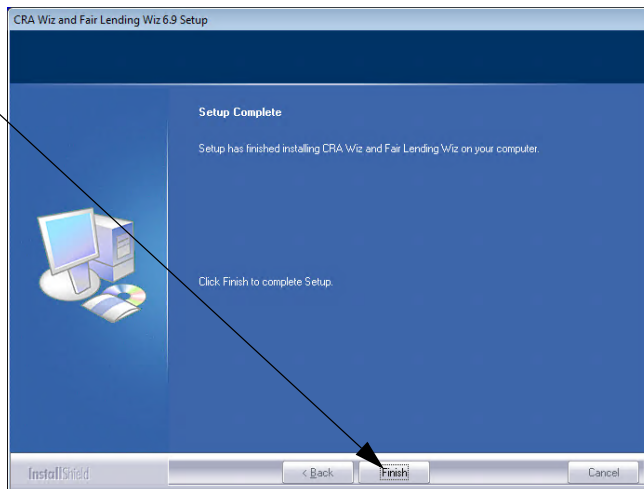 CRA Wiz and Fair Lending Wiz 6.9 Setup
Setup Complete
Setup has finished installing CRA Wiz and Fair Lending Wiz on your computer.
Click Finish to complete Setup.
InstallShield
< Back Finish Cancel